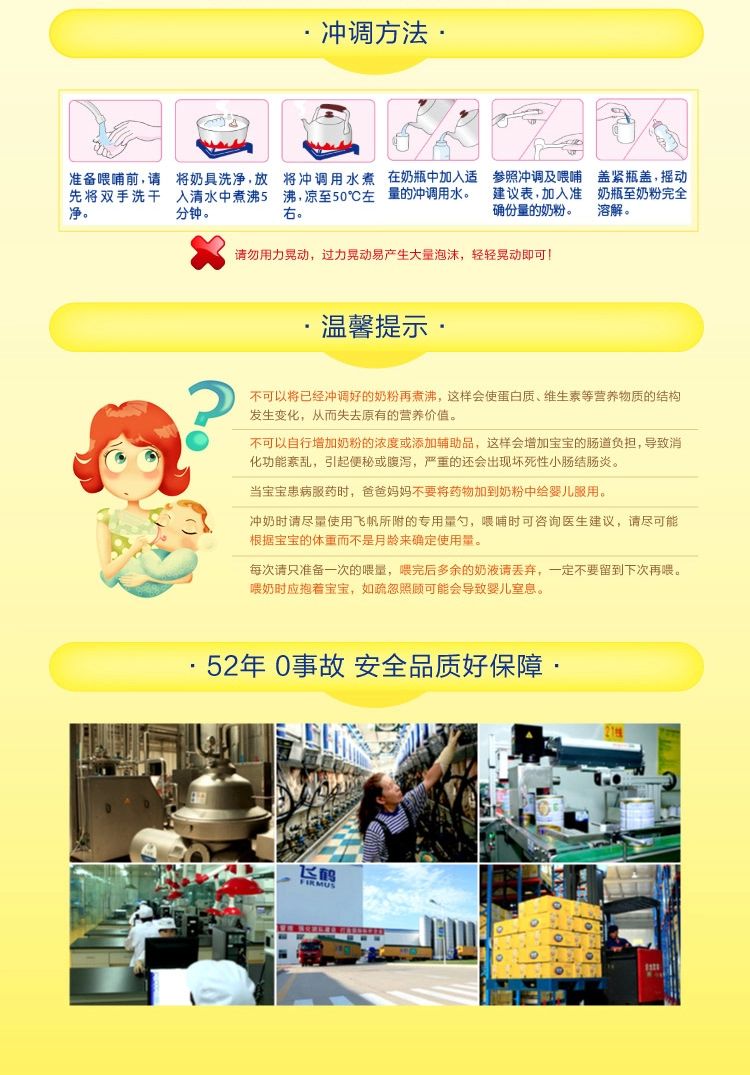 · 冲调方法 ·
准备喂哺前,请先将双手洗干净。
将奶具洗净,放入清水中煮沸5分钟。
将冲调用水煮沸,凉至50℃左右。
在奶瓶中加入适量的冲调用水。
参照冲调及喂哺建议表,加入准确份量的奶粉。
盖紧瓶盖,摇动奶瓶至奶粉完全溶解。
请勿用力晃动，过力晃动易产生大量泡沫，轻轻晃动即可！
· 温馨提示 ·
不可以将已经冲调好的奶粉再煮沸，这样会使蛋白质、维生素等营养物质的结构
发生变化，从而失去原有的营养价值。
不可以自行增加奶粉的浓度或添加辅助品，这样会增加宝宝的肠道负担，导致消
化功能紊乱，引起便秘或腹泻，严重的还会出现坏死性小肠结肠炎。
当宝宝患病服药时，爸爸妈妈不要将药物加到奶粉中给婴儿服用。
冲奶时请尽量使用飞帆所附的专用量勺，喂哺时可咨询医生建议，请尽可能
根据宝宝的体重而不是月龄来确定使用量。
每次请只准备一次的喂量，喂完后多余的奶液请丢弃，一定不要留到下次再喂。
喂奶时应抱着宝宝，如疏忽照顾可能会导致婴儿窒息。
· 52年 0事故 安全品质好保障 ·
飞鹤
FIRMUS